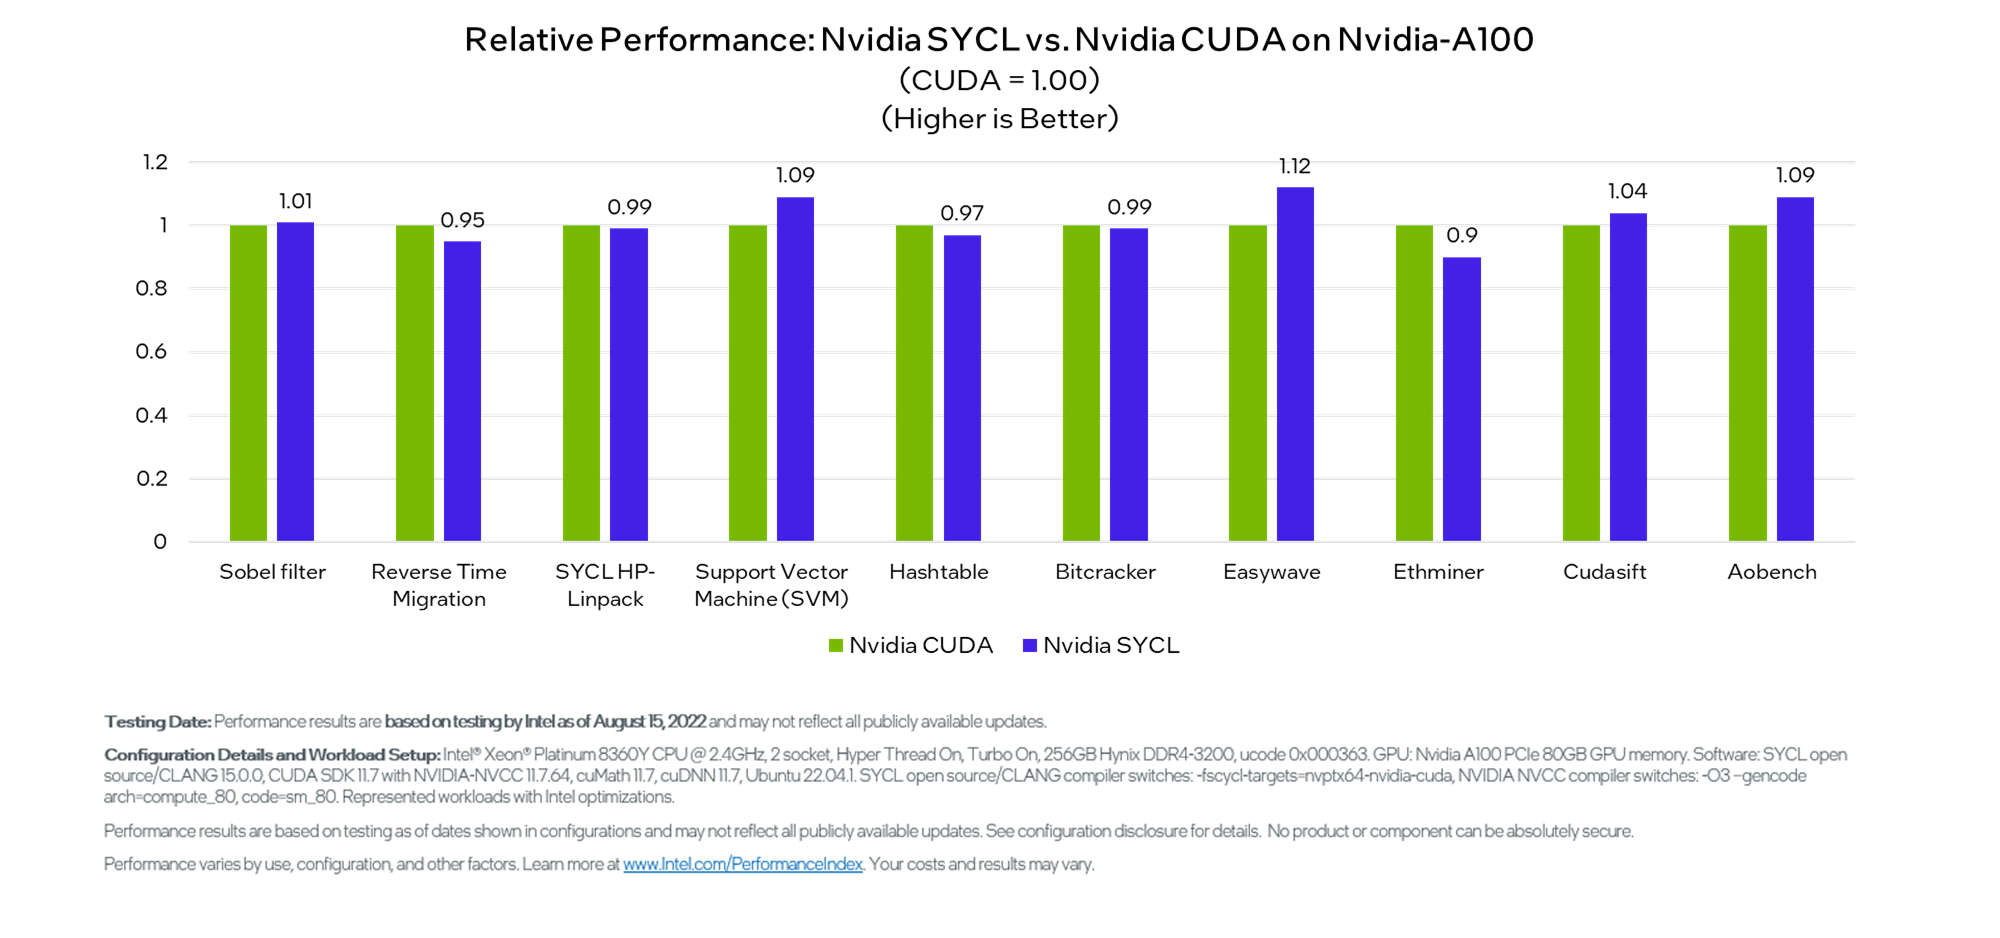 Relative Performance: Nvidia SYCL vs. Nvidia CUDA on Nvidia-A100
(CUDA = 1.00)
(Higher is Better)
1.2
1
0.8
0.6
0.4
0.2
0
1.01
0.95
0.99
1.09
0.97
0.99
1.12
0.9
1.04
1.09
Sobel filter
Reverse Time
Migration
SYCL HP-
Linpack
Support Vector
Machine (SVM)
Hashtable
Bitcracker
Easywave
Ethminer
Cudasift
Aobench
Nvidia CUDA
Nvidia SYCL
Testing Date: Performance results are based on testing by Intel as of August 15, 2022 and may not reflect all publicly available updates.
Configuration Details and Workload Setup: Intel® Xeon® Platinum 8360Y CPU @ 2.4GHz, 2 socket, Hyper Thread On, Turbo On, 256GB Hynix DDR4-3200, ucode 0x000363. GPU: Nvidia A100 PCIe 80GB GPU memory. Software: SYCL open
source/CLANG 15.0.0, CUDA SDK 11.7 with NVIDIA-NVCC 11.7.64, cuMath 11.7, cuDNN 11.7, Ubuntu 22.04.1. SYCL open source/CLANG compiler switches: -fsycl-targets=nvptx64-nvidia-cuda, NVIDIA NVCC compiler switches: -O3 –gencode
arch=compute_80, code=sm_80. Represented workloads with Intel optimizations.
Performance results are based on testing as of dates shown in configurations and may not reflect all publicly available updates. See configuration disclosure for details. No product or component can be absolutely secure.
Performance varies by use, configuration, and other factors. Learn more at www.Intel.com/PerformanceIndex. Your costs and results may vary.